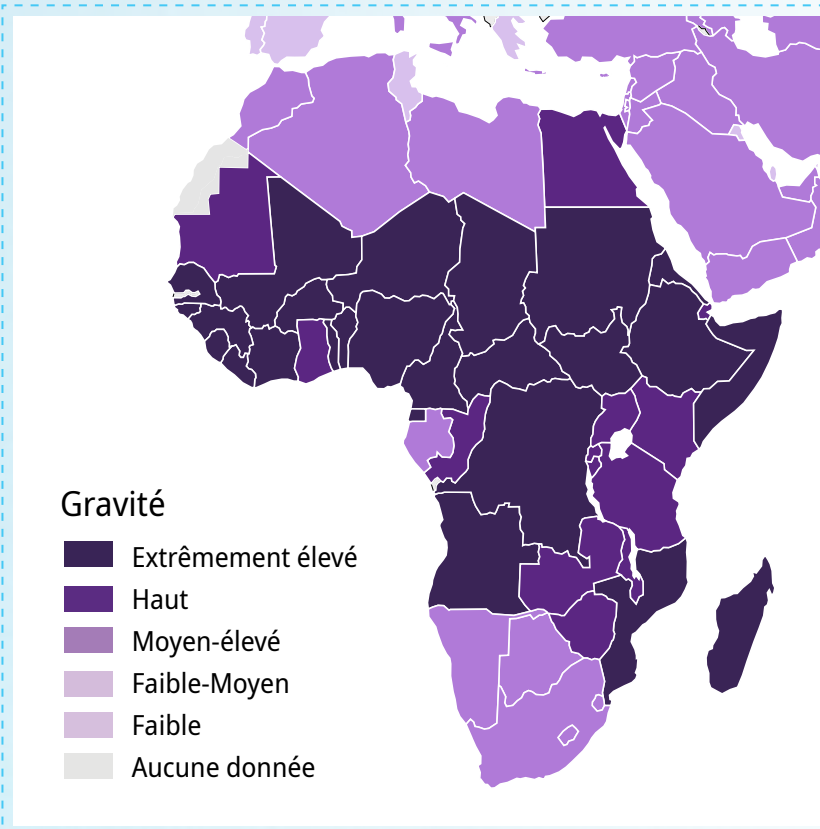 Gravité
Extrêmement élevé
Haut
Moyen-élevé
Faible-Moyen
Faible
Aucune donnée